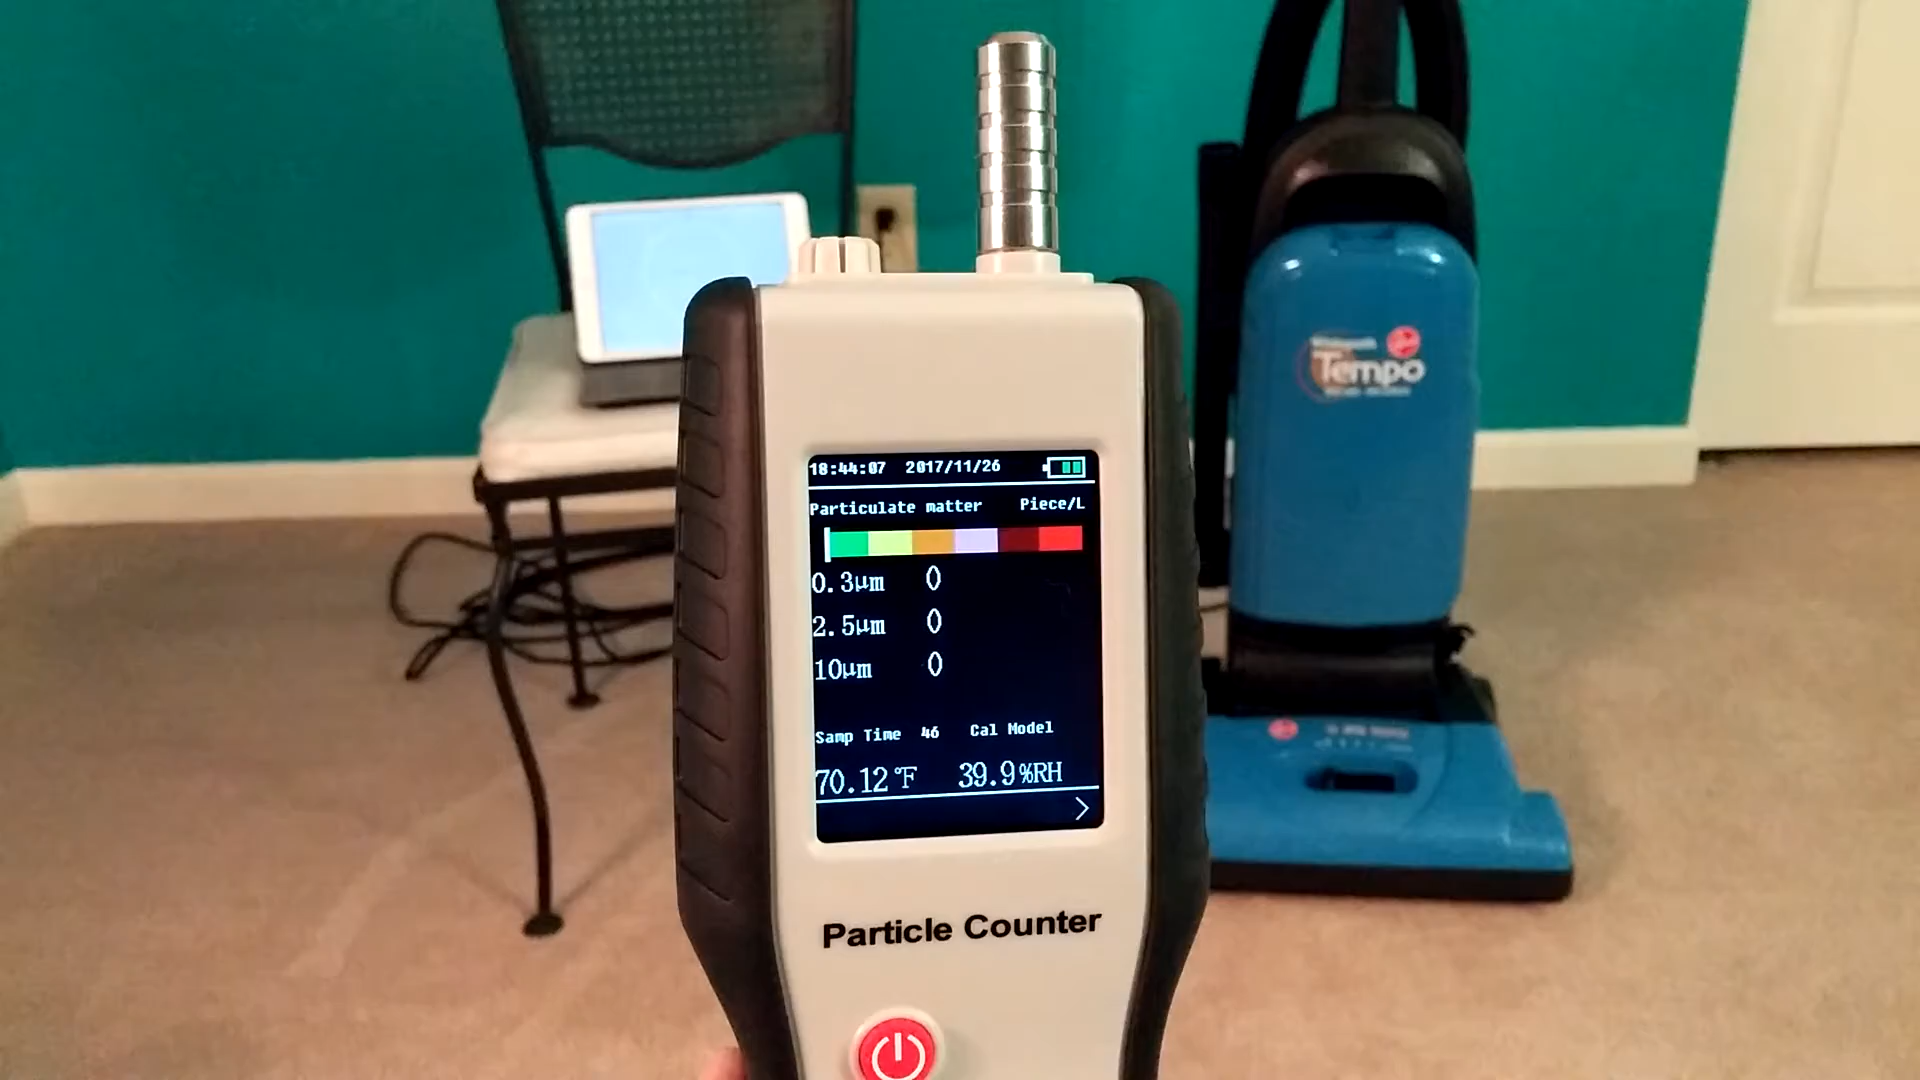 18:44:07 2017/11/26
Particulate matter Piece/L
0.3μm 0
2.5μm 0
10μm 0
Samp Time 46 Cal Model
70.12°F 39.9%RH
Particle Counter
Tempo